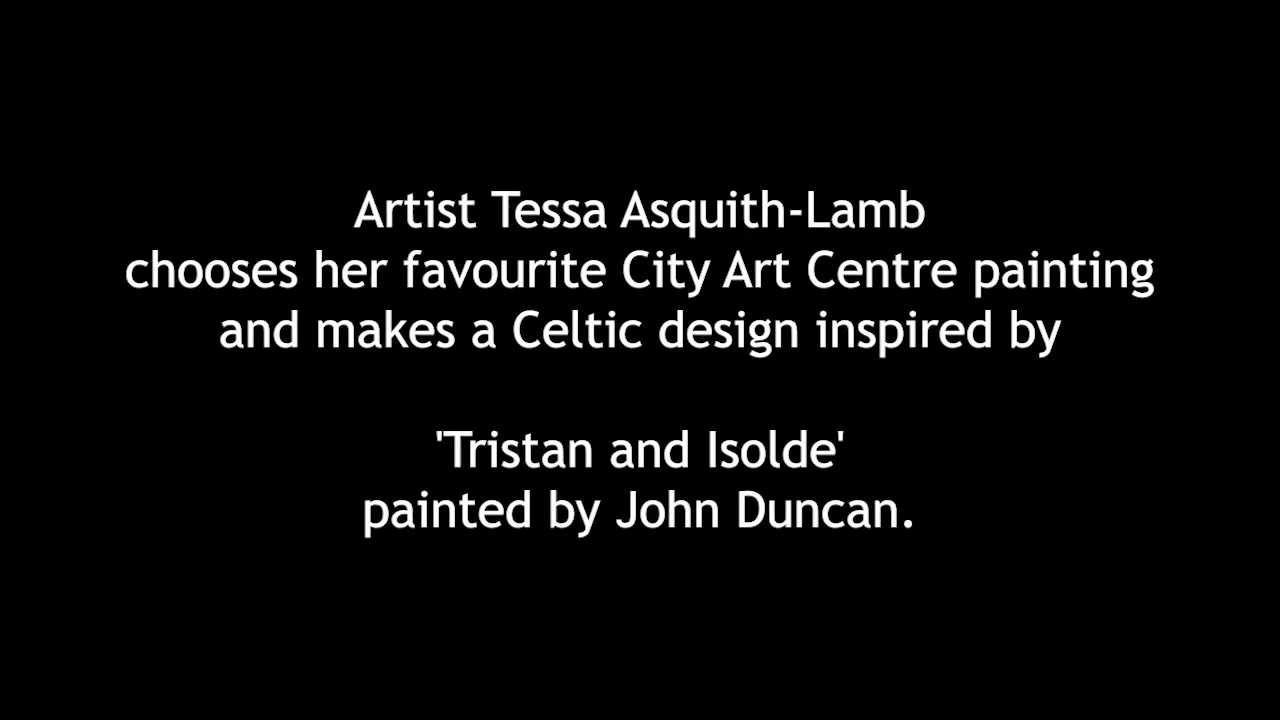 Artist Tessa Asquith-Lamb
chooses her favourite City Art Centre painting
and makes a Celtic design inspired by
'Tristan and Isolde'
painted by John Duncan.